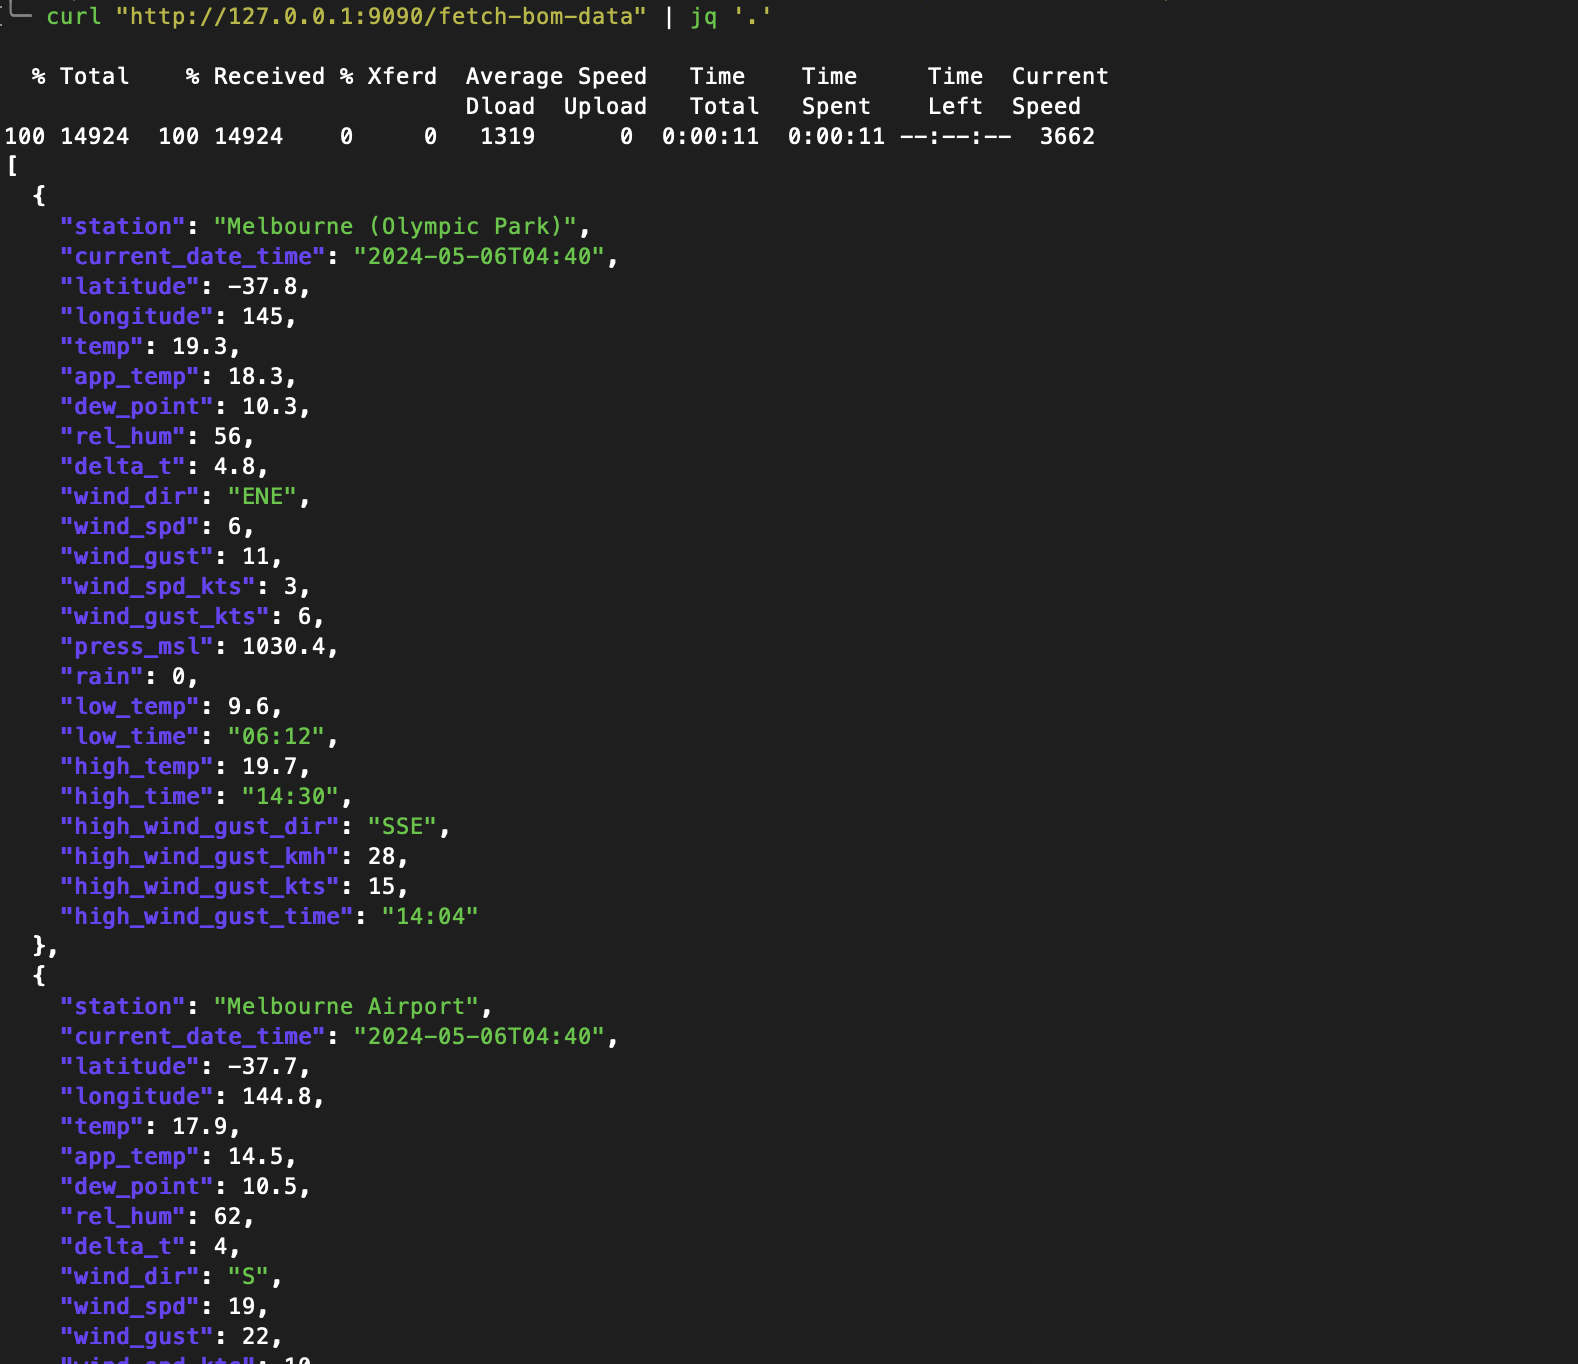 curl "http://127.0.0.1:9090/fetch-bom-data" | jq '.'
% Total % Received % Xferd Average Speed Time Time Time Current
Dload Upload Total Spent Left Speed
100 14924 100 14924 0 0 1319 0 0:00:11 0:00:11 --:--:-- 3662
[
{
"station": "Melbourne (Olympic Park)",
"current_date_time": "2024-05-06T04:40",
"latitude": -37.8,
"longitude": 145,
"temp": 19.3,
"app_temp": 18.3,
"dew_point": 10.3,
"rel_hum": 56,
"delta_t": 4.8,
"wind_dir": "ENE",
"wind_spd": 6,
"wind_gust": 11,
"wind_spd_kts": 3,
"wind_gust_kts": 6,
"press_msl": 1030.4,
"rain": 0,
"low_temp": 9.6,
"low_time": "06:12",
"high_temp": 19.7,
"high_time": "14:30",
"high_wind_gust_dir": "SSE",
"high_wind_gust_kmh": 28,
"high_wind_gust_kts": 15,
"high_wind_gust_time": "14:04"
},
{
"station": "Melbourne Airport",
"current_date_time": "2024-05-06T04:40",
"latitude": -37.7,
"longitude": 144.8,
"temp": 17.9,
"app_temp": 14.5,
"dew_point": 10.5,
"rel_hum": 62,
"delta_t": 4,
"wind_dir": "S",
"wind_spd": 19,
"wind_gust": 22,
"wind_spd_kts": 10